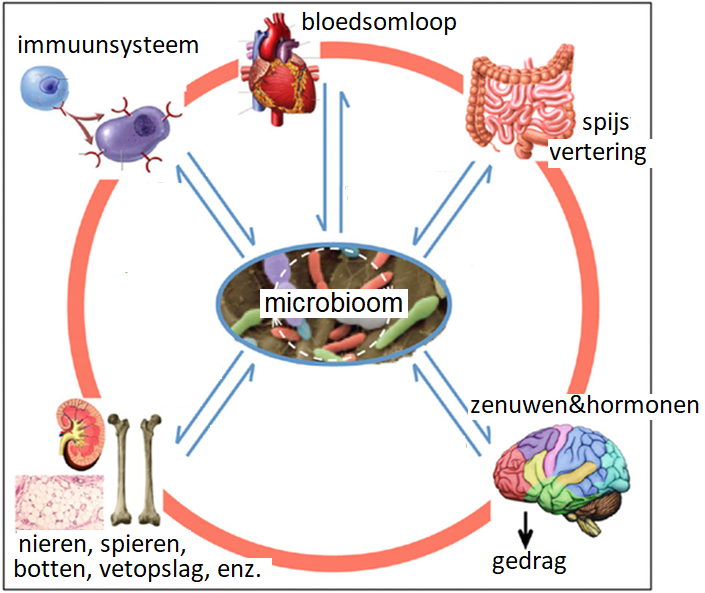 bloedsomloop
immuunsysteem
spijs
vertering
microbioom
zenuwen&hormonen
nieren, spieren,
botten, vetopslag, enz.
gedrag